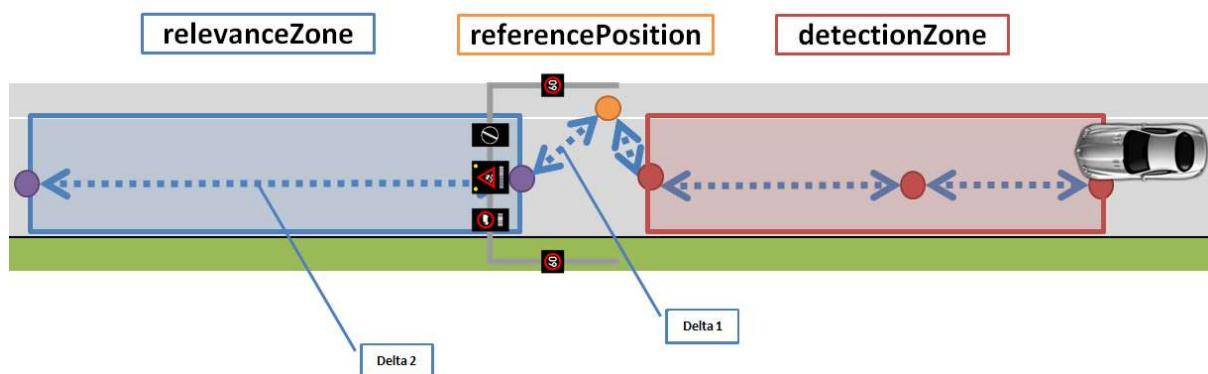 relevanceZone
referencePosition
detectionZone
60
60
Delta 1
Delta 2